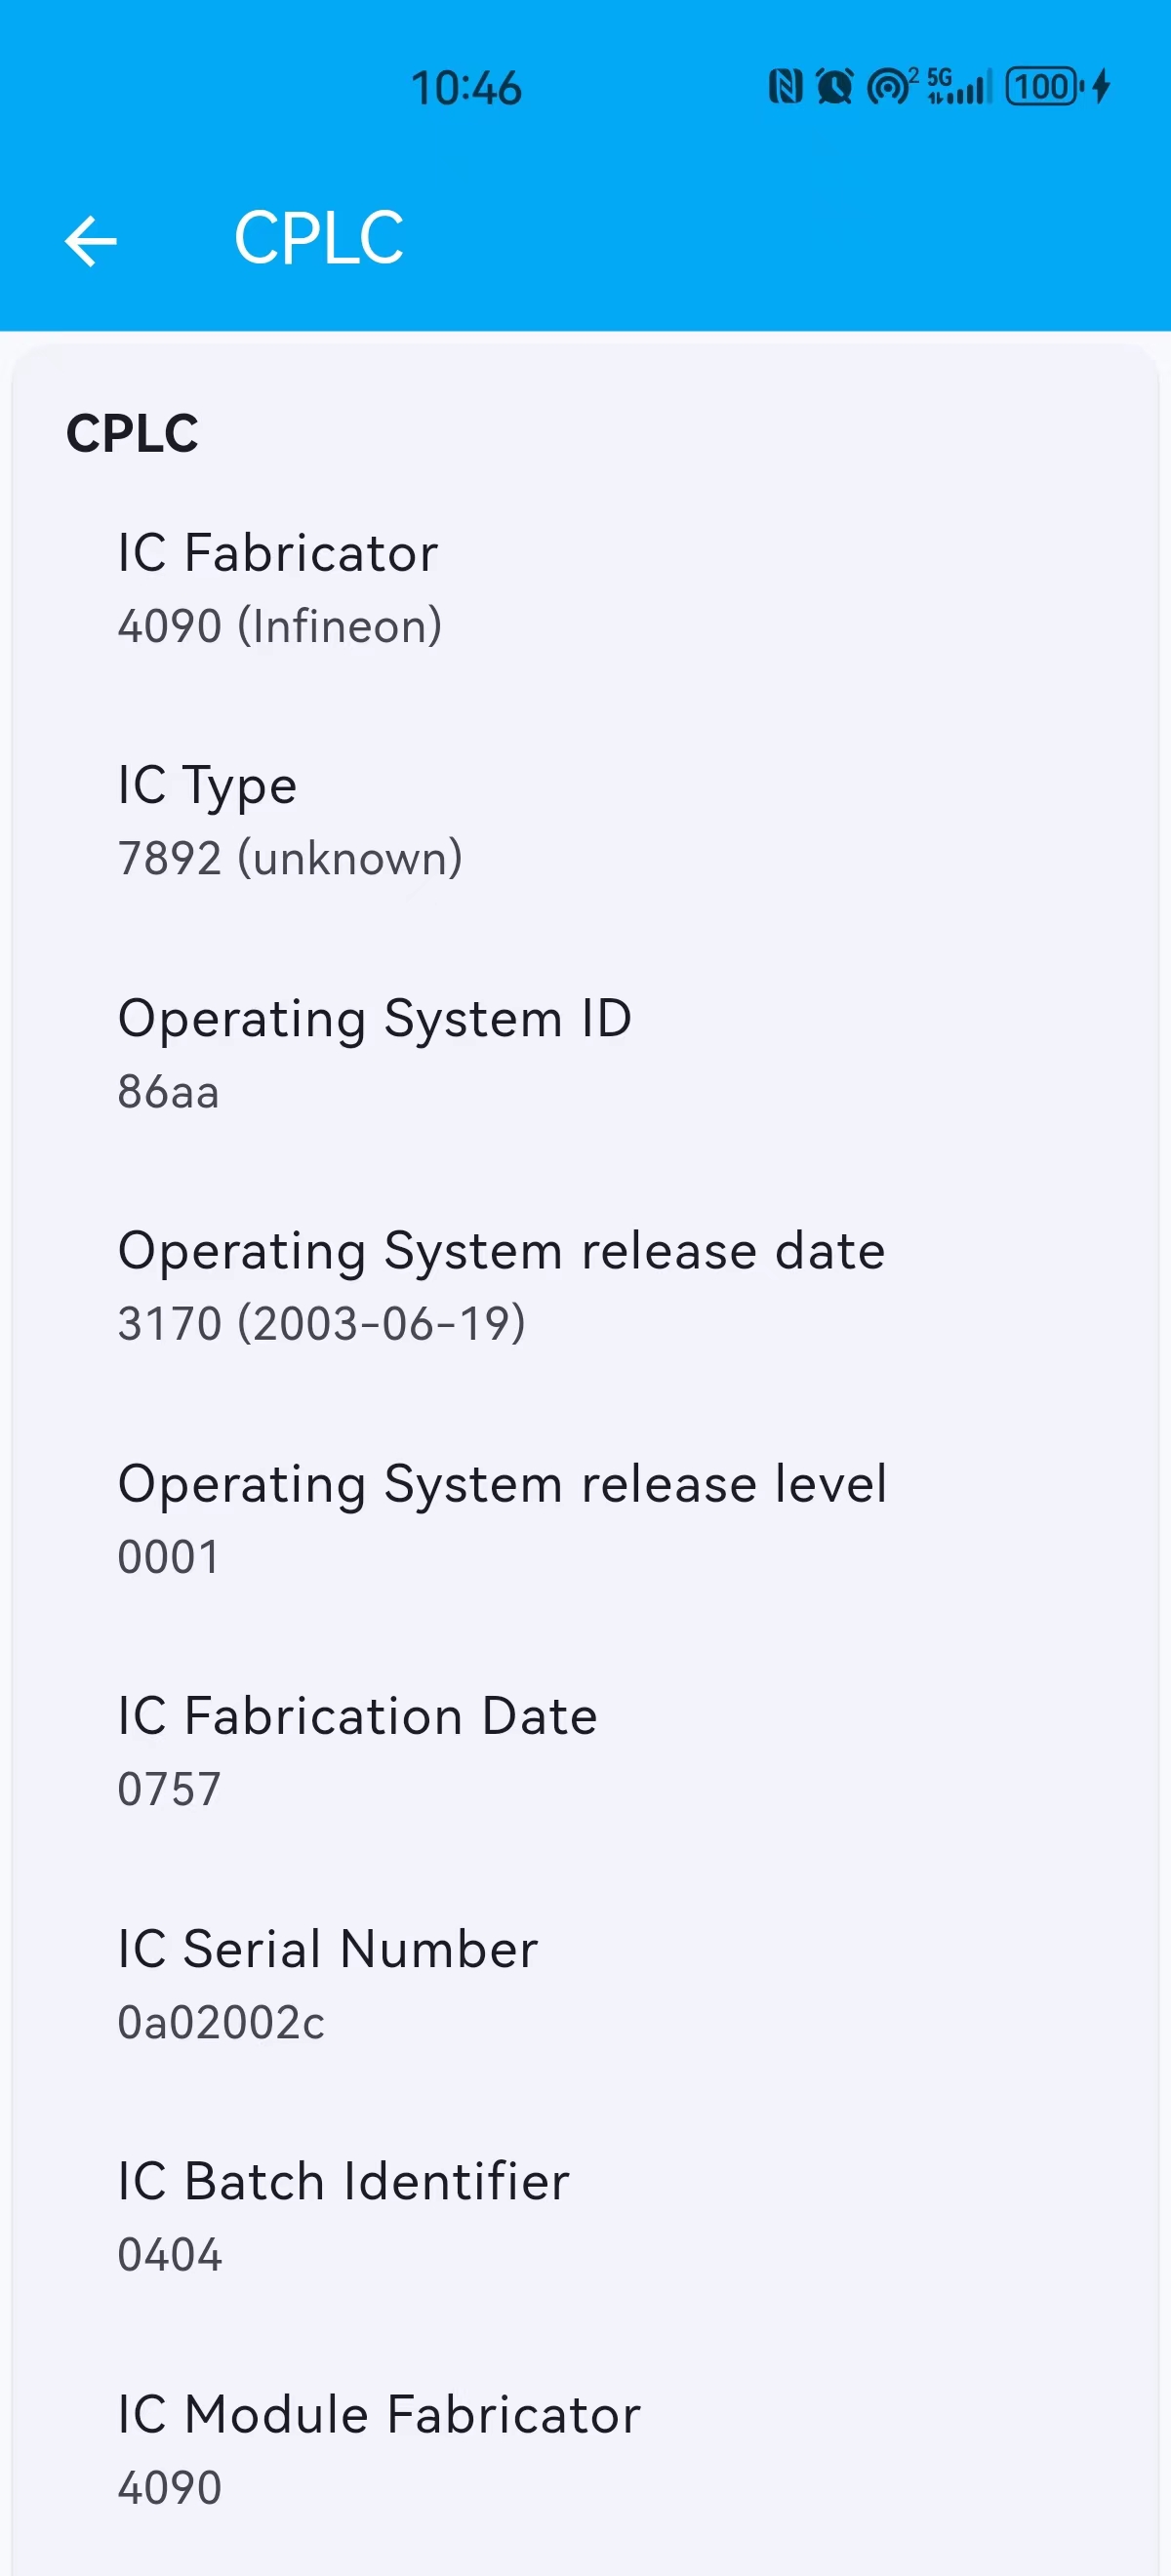 10:46
2 5G 100
CPLC
CPLC
IC Fabricator
4090 (Infineon)
IC Type
7892 (unknown)
Operating System ID
86aa
Operating System release date
3170 (2003-06-19)
Operating System release level
0001
IC Fabrication Date
0757
IC Serial Number
0a02002c
IC Batch Identifier
0404
IC Module Fabricator
4090